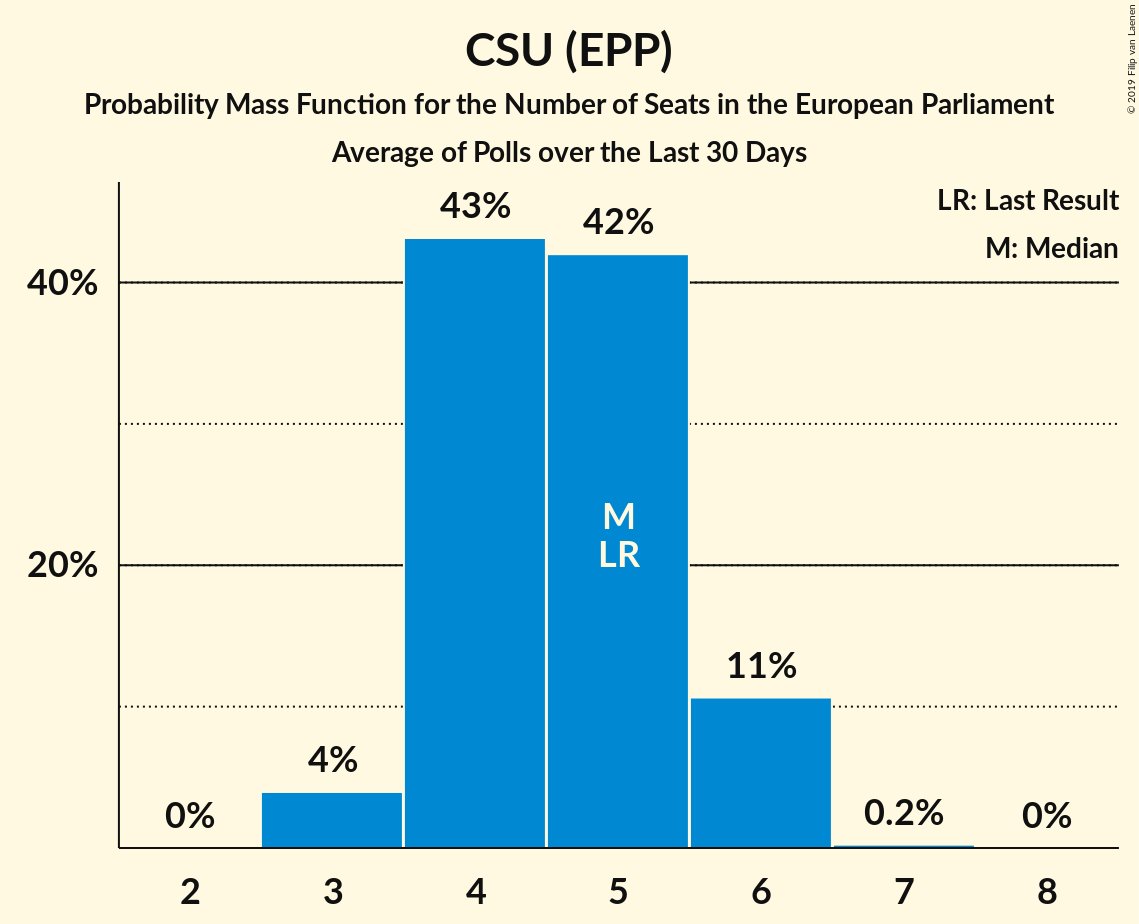 CSU (EPP)
Probability Mass Function for the Number of Seats in the European Parliament
Average of Polls over the Last 30 Days
© 2019 Filip van Laenen
LR: Last Result
M: Median
43%
42%
40%
M
LR
20%
11%
4%
0%
0.2%
0%
2 3 4 5 6 7 8